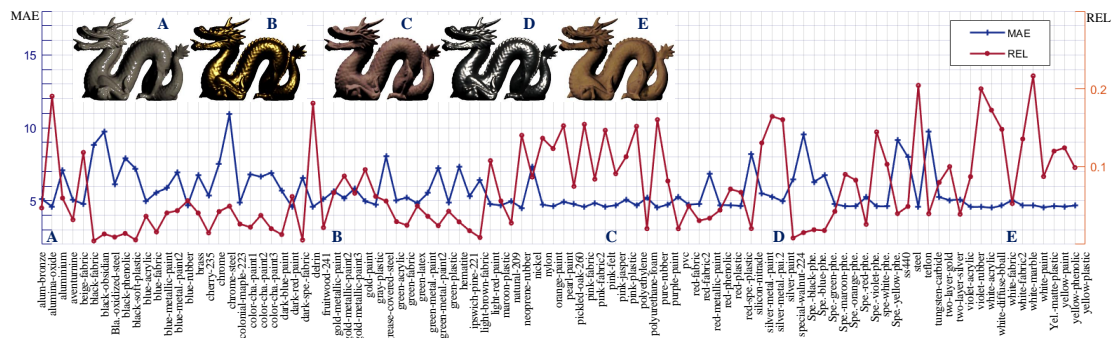 MAE
REL
A
B
C
D
E
18
15
10
5
0.2
0.1
MAE
REL
A
B
C
D
E
alum-bronze
alumina-oxide
aluminium
aventurnine
beige-fabric
black-fabric
black-obsidian
Bla.-oxidized-steel
black-phenolic
black-soft-plastic
blue-acrylic
blue-fabric
blue-metallic-paint
blue-metallic-paint2
blue-rubber
brass
cherry-235
chrome
chrome-steel
colonial-maple-223
color-cha.-paint1
color-cha.-paint2
color-cha.-paint3
dark-blue-paint
dark-red-paint
dark-spe.-fabric
delrin
fruitwood-241
gold-metallic-paint
gold-metallic-paint2
gold-metallic-paint3
gold-paint
gray-plastic
grease-covered-steel
green-acrylic
green-fabric
green-latex
green-metal.-paint
green-metal.-paint2
green-plastic
hematite
ipswich-pine-221
light-brown-fabric
light-red-paint
maroon-plastic
natural-209
neoprene-rubber
nickel
nylon
orange-paint
pearl-paint
pickled-oak-260
pink-fabric
pink-fabric2
pink-felt
pink-jasper
pink-plastic
polyethylene
polyurethane-foam
pure-rubber
purple-paint
pvc
red-fabric
red-fabric2
red-metallic-paint
red-phenolic
red-plastic
red-spe.-plastic
silicon-nitrade
silver-metal.-pai.
silver-metal.-pai.2
silver-paint
special-walnut-224
Spe.-black-phe.
Spe.-blue-phe.
Spe.-green-phe.
Spe.-maroon-phe.
Spe.-orange-phe.
Spe.-red-phe.
Spe.-violet-phe.
spe-white-phe.
Spe.-yellow-phe.
ss440
steel
teflon
tungsten-carbide
two-layer-gold
two-layer-silver
violet-acrylic
violet-rubber
white-acrylic
white-diffuse-bball
white-fabric
white-fabric2
white-marble
white-paint
Yel.-matte-plastic
yellow-paint
yellow-phenolic
yellow-plastic